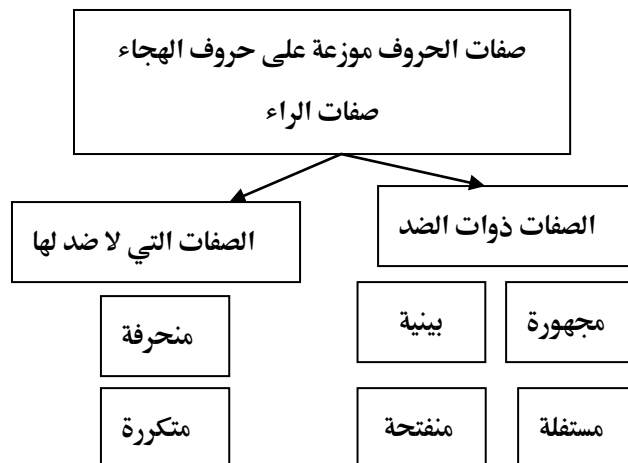 صفات الحروف موزعة على حروف الهجاء
صفات الراء
الصفات ذوات الضد
الصفات التي لا ضد لها
مجهورة
بينية
منحرفة
مستفلة
منفتحة
متكررة